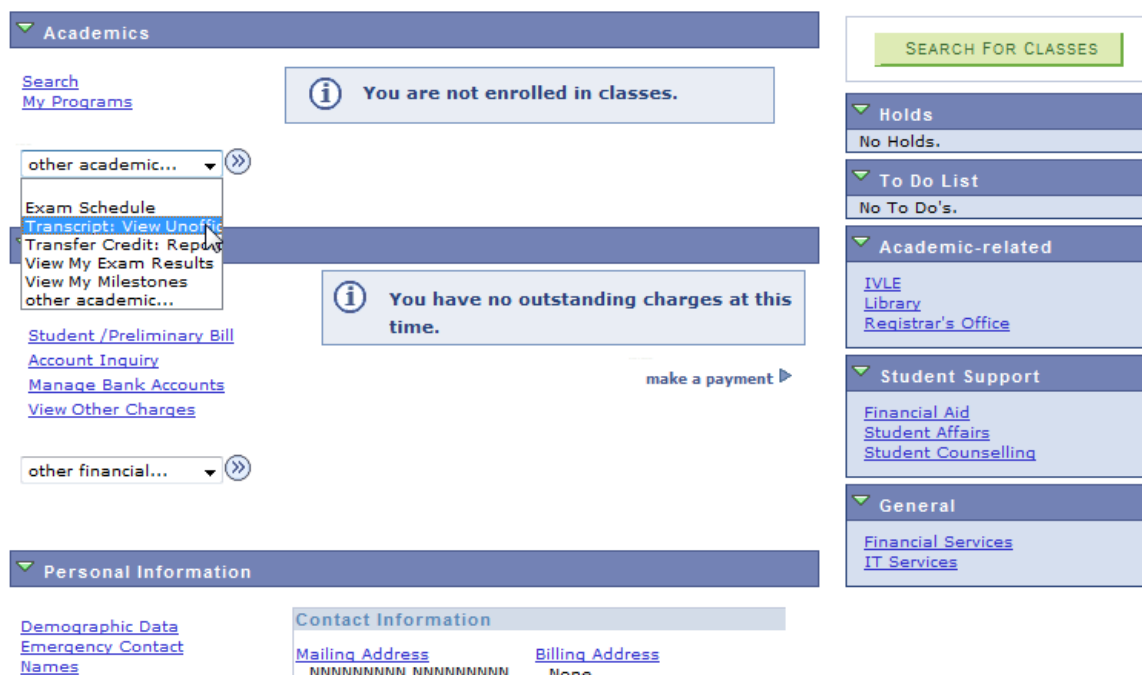 Academics
Search
My Programs
You are not enrolled in classes.
other academic...
Exam Schedule
Transcript: View Unoffic
Transfer Credit: Report
View My Exam Results
View My Milestones
other academic...
You have no outstanding charges at this
time.
Student /Preliminary Bill
Account Inquiry
Manage Bank Accounts
View Other Charges
make a payment
other financial...
Personal Information
Demographic Data
Emergency Contact
Names
Contact Information
Mailing Address
NNNNNNNNN NNNNNNNNN
Billing Address
None
SEARCH FOR CLASSES
Holds
No Holds.
To Do List
No To Do's.
Academic-related
IVLE
Library
Registrar's Office
Student Support
Financial Aid
Student Affairs
Student Counselling
General
Financial Services
IT Services